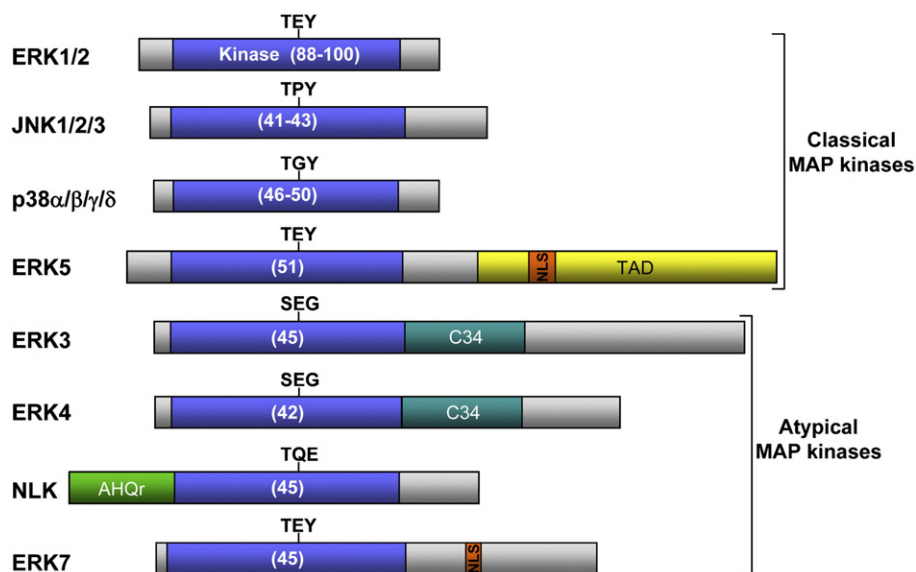 TEY
ERK1/2 Kinase (88-100)
TPY
JNK1/2/3 (41-43)
Classical
MAP kinases
TGY
p38α/β/γ/δ (46-50)
TEY
ERK5 (51) NLS TAD
SEG
ERK3 (45) C34
SEG
ERK4 (42) C34
Atypical
MAP kinases
TQE
NLK AHQr (45)
TEY
ERK7 (45) NLS